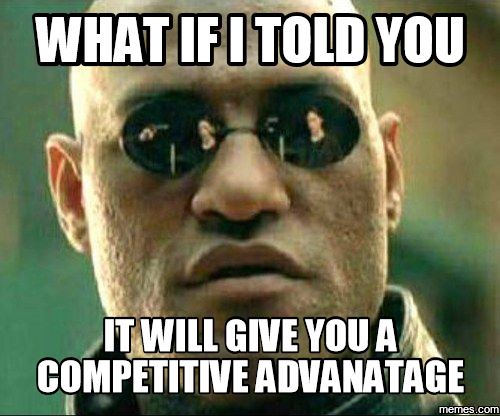 WHAT IF I TOLD YOU
IT WILL GIVE YOU A
COMPETITIVE ADVANATAGE
memes.com